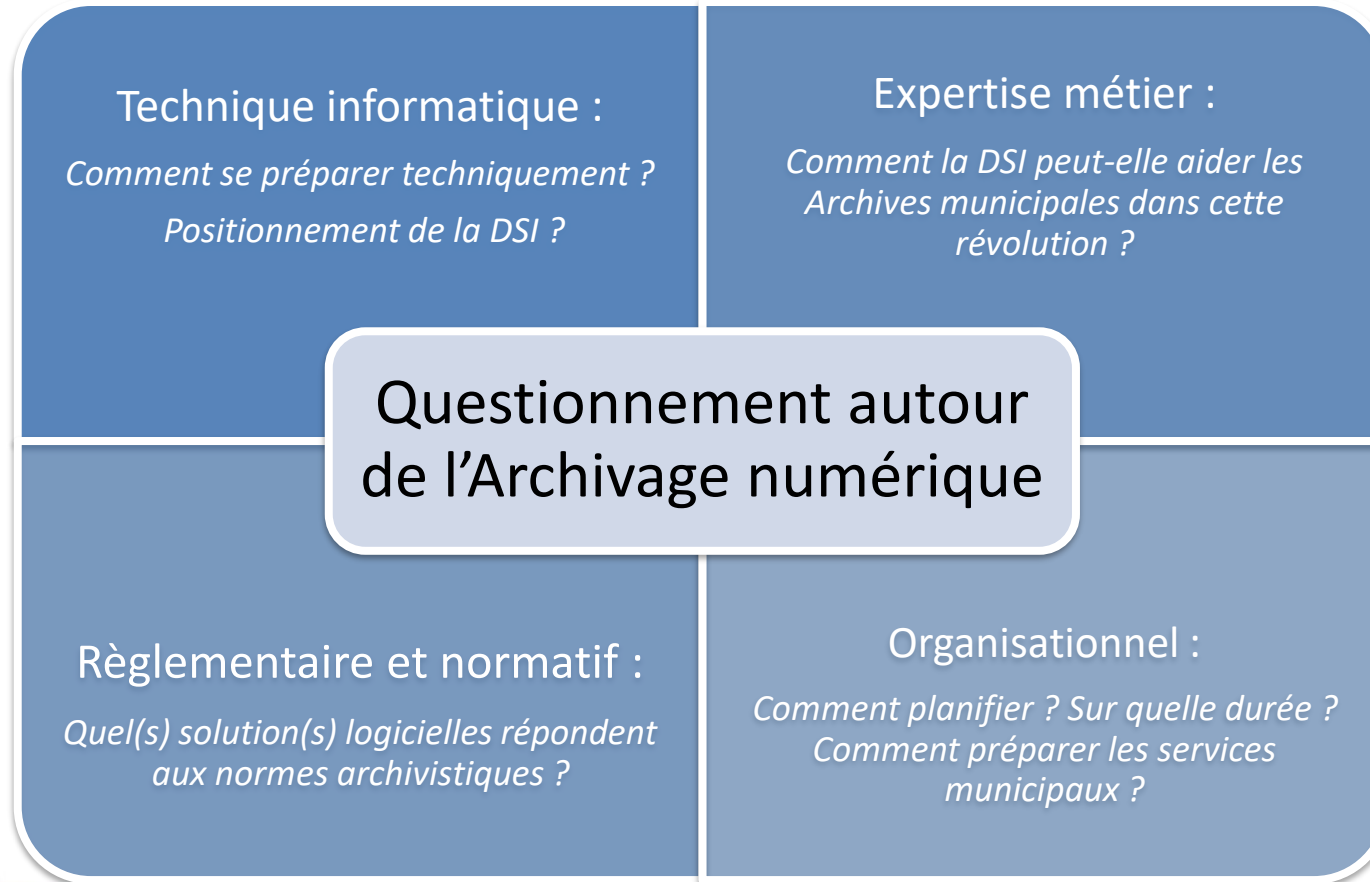 Technique informatique :
Comment se préparer techniquement ?
Positionnement de la DSI ?
Expertise métier :
Comment la DSI peut-elle aider les
Archives municipales dans cette
révolution ?
Questionnement autour
de l’Archivage numérique
Règlementaire et normatif :
Quel(s) solution(s) logicielles répondent
aux normes archivistiques ?
Organisationnel :
Comment planifier ? Sur quelle durée ?
Comment préparer les services
municipaux ?